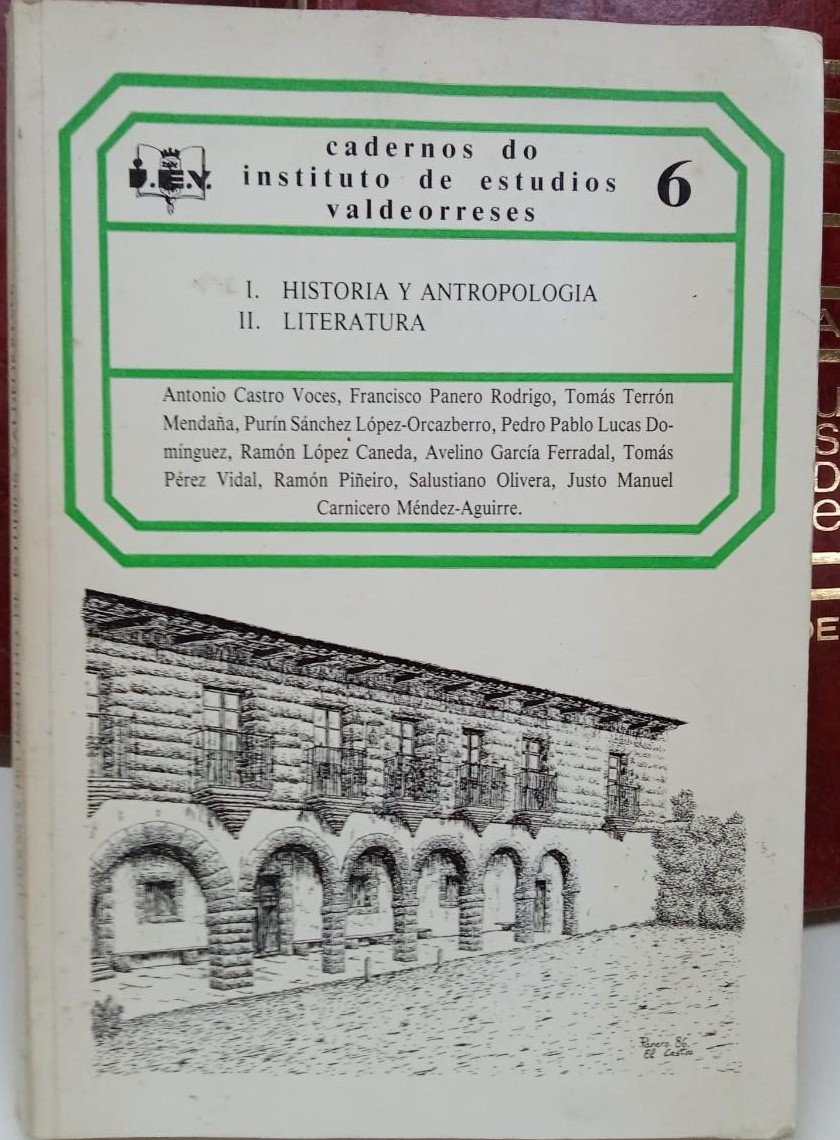 I.E.V.
cadernos do
instituto de estudios
valdeorreses
6
I. HISTORIA Y ANTROPOLOGIA
II. LITERATURA
Antonio Castro Voces, Francisco Panero Rodrigo, Tomás Terrón
Mendaña, Purín Sánchez López-Orcazberro, Pedro Pablo Lucas Do-
mínguez, Ramón López Caneda, Avelino García Ferradal, Tomás
Pérez Vidal, Ramón Piñeiro, Salustiano Olivera, Justo Manuel
Carnicero Méndez-Aguirre.
Panero 86
El Castro